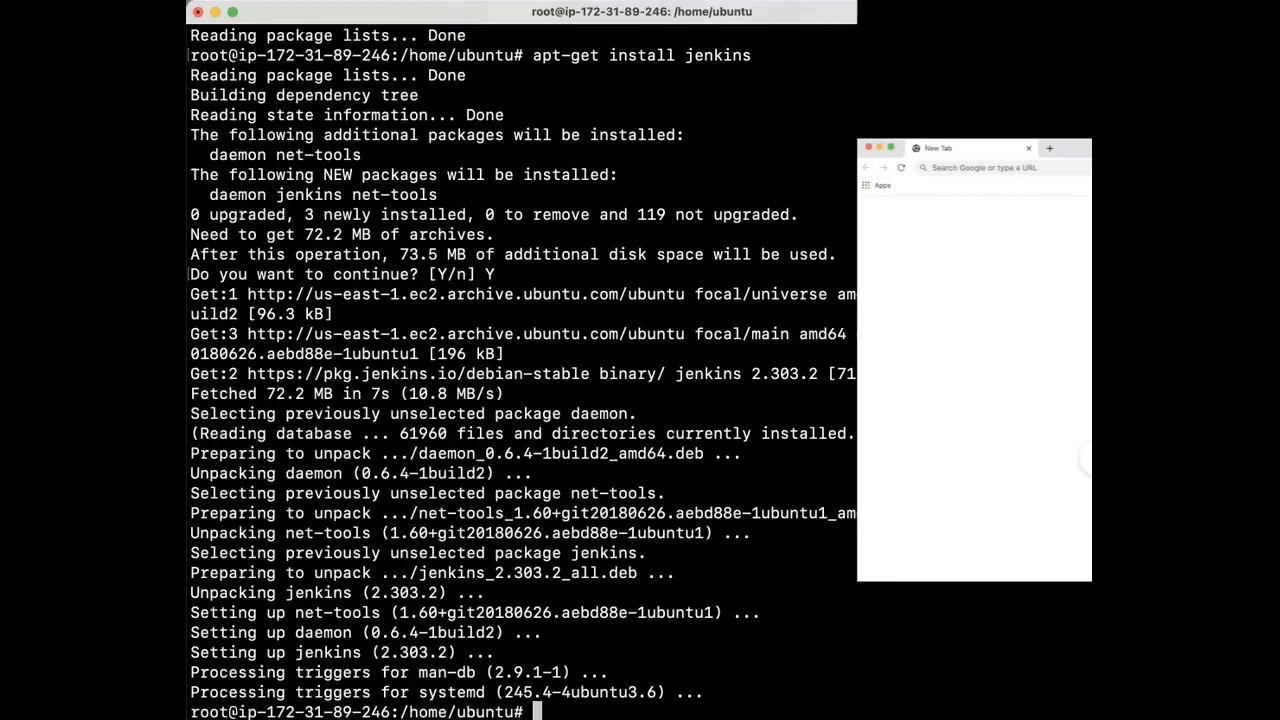 root@ip-172-31-89-246: /home/ubuntu
Reading package lists... Done
root@ip-172-31-89-246:/home/ubuntu# apt-get install jenkins
Reading package lists... Done
Building dependency tree
Reading state information... Done
The following additional packages will be installed:
daemon net-tools
The following NEW packages will be installed:
daemon jenkins net-tools
0 upgraded, 3 newly installed, 0 to remove and 119 not upgraded.
Need to get 72.2 MB of archives.
After this operation, 73.5 MB of additional disk space will be used.
Do you want to continue? [Y/n] Y
Get:1 http://us-east-1.ec2.archive.ubuntu.com/ubuntu focal/universe am
uild2 [96.3 kB]
Get:3 http://us-east-1.ec2.archive.ubuntu.com/ubuntu focal/main amd64
0180626.aebd88e-1ubuntu1 [196 kB]
Get:2 https://pkg.jenkins.io/debian-stable binary/ jenkins 2.303.2 [71
Fetched 72.2 MB in 7s (10.8 MB/s)
Selecting previously unselected package daemon.
(Reading database ... 61960 files and directories currently installed.
Preparing to unpack .../daemon_0.6.4-1build2_amd64.deb ...
Unpacking daemon (0.6.4-1build2) ...
Selecting previously unselected package net-tools.
Preparing to unpack .../net-tools_1.60+git20180626.aebd88e-1ubuntu1_am
Unpacking net-tools (1.60+git20180626.aebd88e-1ubuntu1) ...
Selecting previously unselected package jenkins.
Preparing to unpack .../jenkins_2.303.2_all.deb ...
Unpacking jenkins (2.303.2) ...
Setting up net-tools (1.60+git20180626.aebd88e-1ubuntu1) ...
Setting up daemon (0.6.4-1build2) ...
Setting up jenkins (2.303.2) ...
Processing triggers for man-db (2.9.1-1) ...
Processing triggers for systemd (245.4-4ubuntu3.6) ...
root@ip-172-31-89-246:/home/ubuntu#
New Tab
Search Google or type a URL
Apps